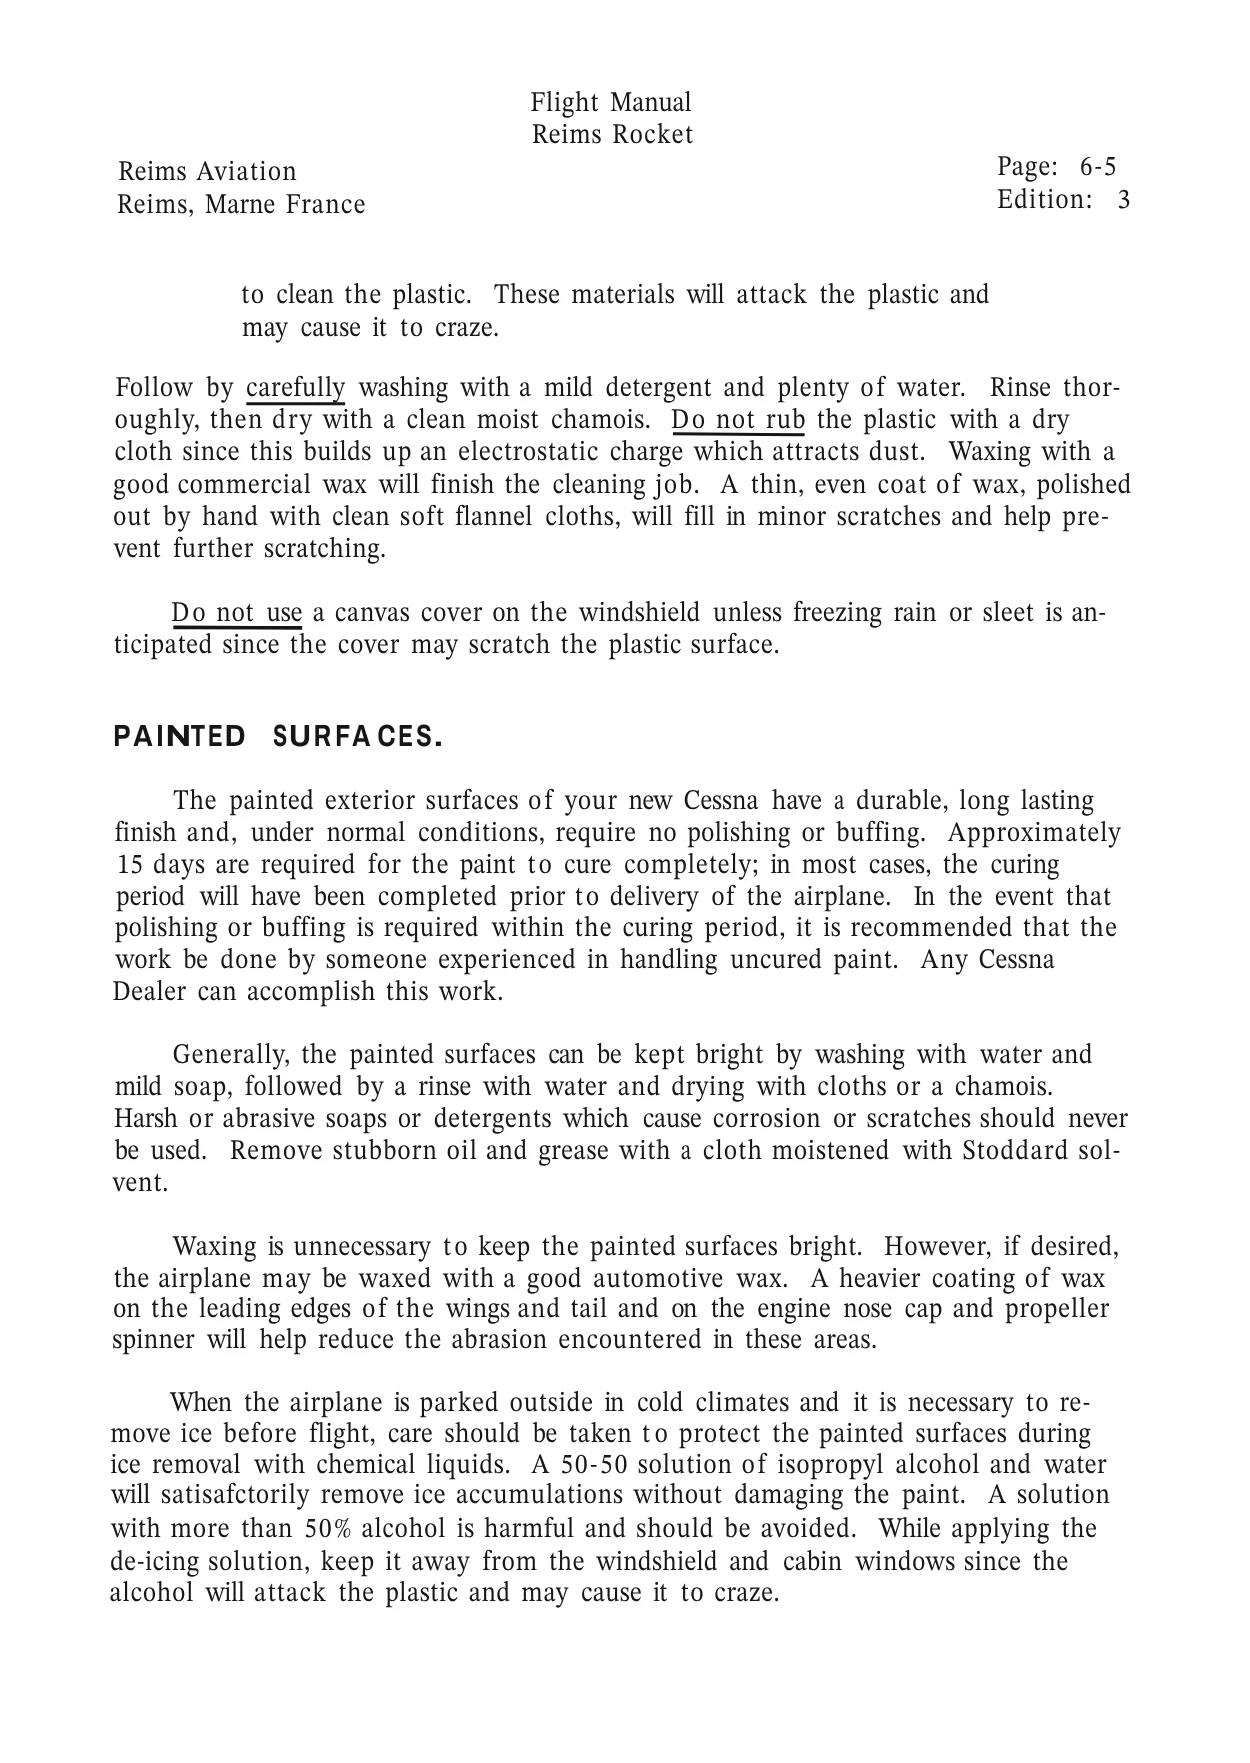 Flight Manual
Reims Rocket
Reims Aviation
Reims, Marne France
Page: 6-5
Edition: 3
to clean the plastic. These materials will attack the plastic and
may cause it to craze.
Follow by carefully washing with a mild detergent and plenty of water. Rinse thor-
oughly, then dry with a clean moist chamois. Do not rub the plastic with a dry
cloth since this builds up an electrostatic charge which attracts dust. Waxing with a
good commercial wax will finish the cleaning job. A thin, even coat of wax, polished
out by hand with clean soft flannel cloths, will fill in minor scratches and help pre-
vent further scratching.
Do not use a canvas cover on the windshield unless freezing rain or sleet is an-
ticipated since the cover may scratch the plastic surface.
PAINTED SURFACES.
The painted exterior surfaces of your new Cessna have a durable, long lasting
finish and, under normal conditions, require no polishing or buffing. Approximately
15 days are required for the paint to cure completely; in most cases, the curing
period will have been completed prior to delivery of the airplane. In the event that
polishing or buffing is required within the curing period, it is recommended that the
work be done by someone experienced in handling uncured paint. Any Cessna
Dealer can accomplish this work.
Generally, the painted surfaces can be kept bright by washing with water and
mild soap, followed by a rinse with water and drying with cloths or a chamois.
Harsh or abrasive soaps or detergents which cause corrosion or scratches should never
be used. Remove stubborn oil and grease with a cloth moistened with Stoddard sol-
vent.
Waxing is unnecessary to keep the painted surfaces bright. However, if desired,
the airplane may be waxed with a good automotive wax. A heavier coating of wax
on the leading edges of the wings and tail and on the engine nose cap and propeller
spinner will help reduce the abrasion encountered in these areas.
When the airplane is parked outside in cold climates and it is necessary to re-
move ice before flight, care should be taken to protect the painted surfaces during
ice removal with chemical liquids. A 50-50 solution of isopropyl alcohol and water
will satisafctorily remove ice accumulations without damaging the paint. A solution
with more than 50% alcohol is harmful and should be avoided. While applying the
de-icing solution, keep it away from the windshield and cabin windows since the
alcohol will attack the plastic and may cause it to craze.